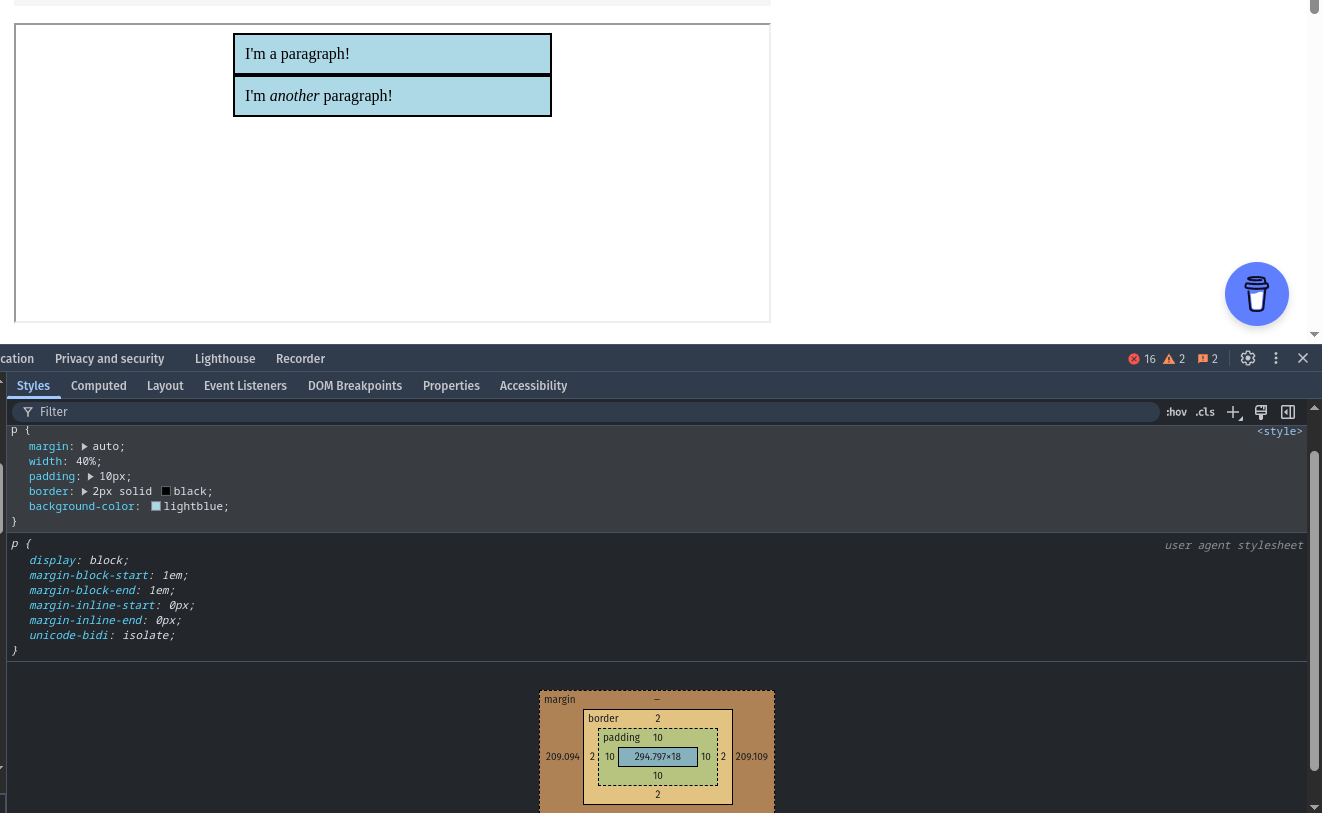 I'm a paragraph!
I'm another paragraph!
cation Privacy and security Lighthouse Recorder 16 2 2
Styles Computed Layout Event Listeners DOM Breakpoints Properties Accessibility
Filter :hov .cls
p { <style>
margin: auto;
width: 40%;
padding: 10px;
border: 2px solid black;
background-color: lightblue;
}
p { user agent stylesheet
display: block;
margin-block-start: 1em;
margin-block-end: 1em;
margin-inline-start: 0px;
margin-inline-end: 0px;
unicode-bidi: isolate;
}
margin –
border 2
padding 10
209.094 2 10 294.797×18 10 2 209.109
10
2